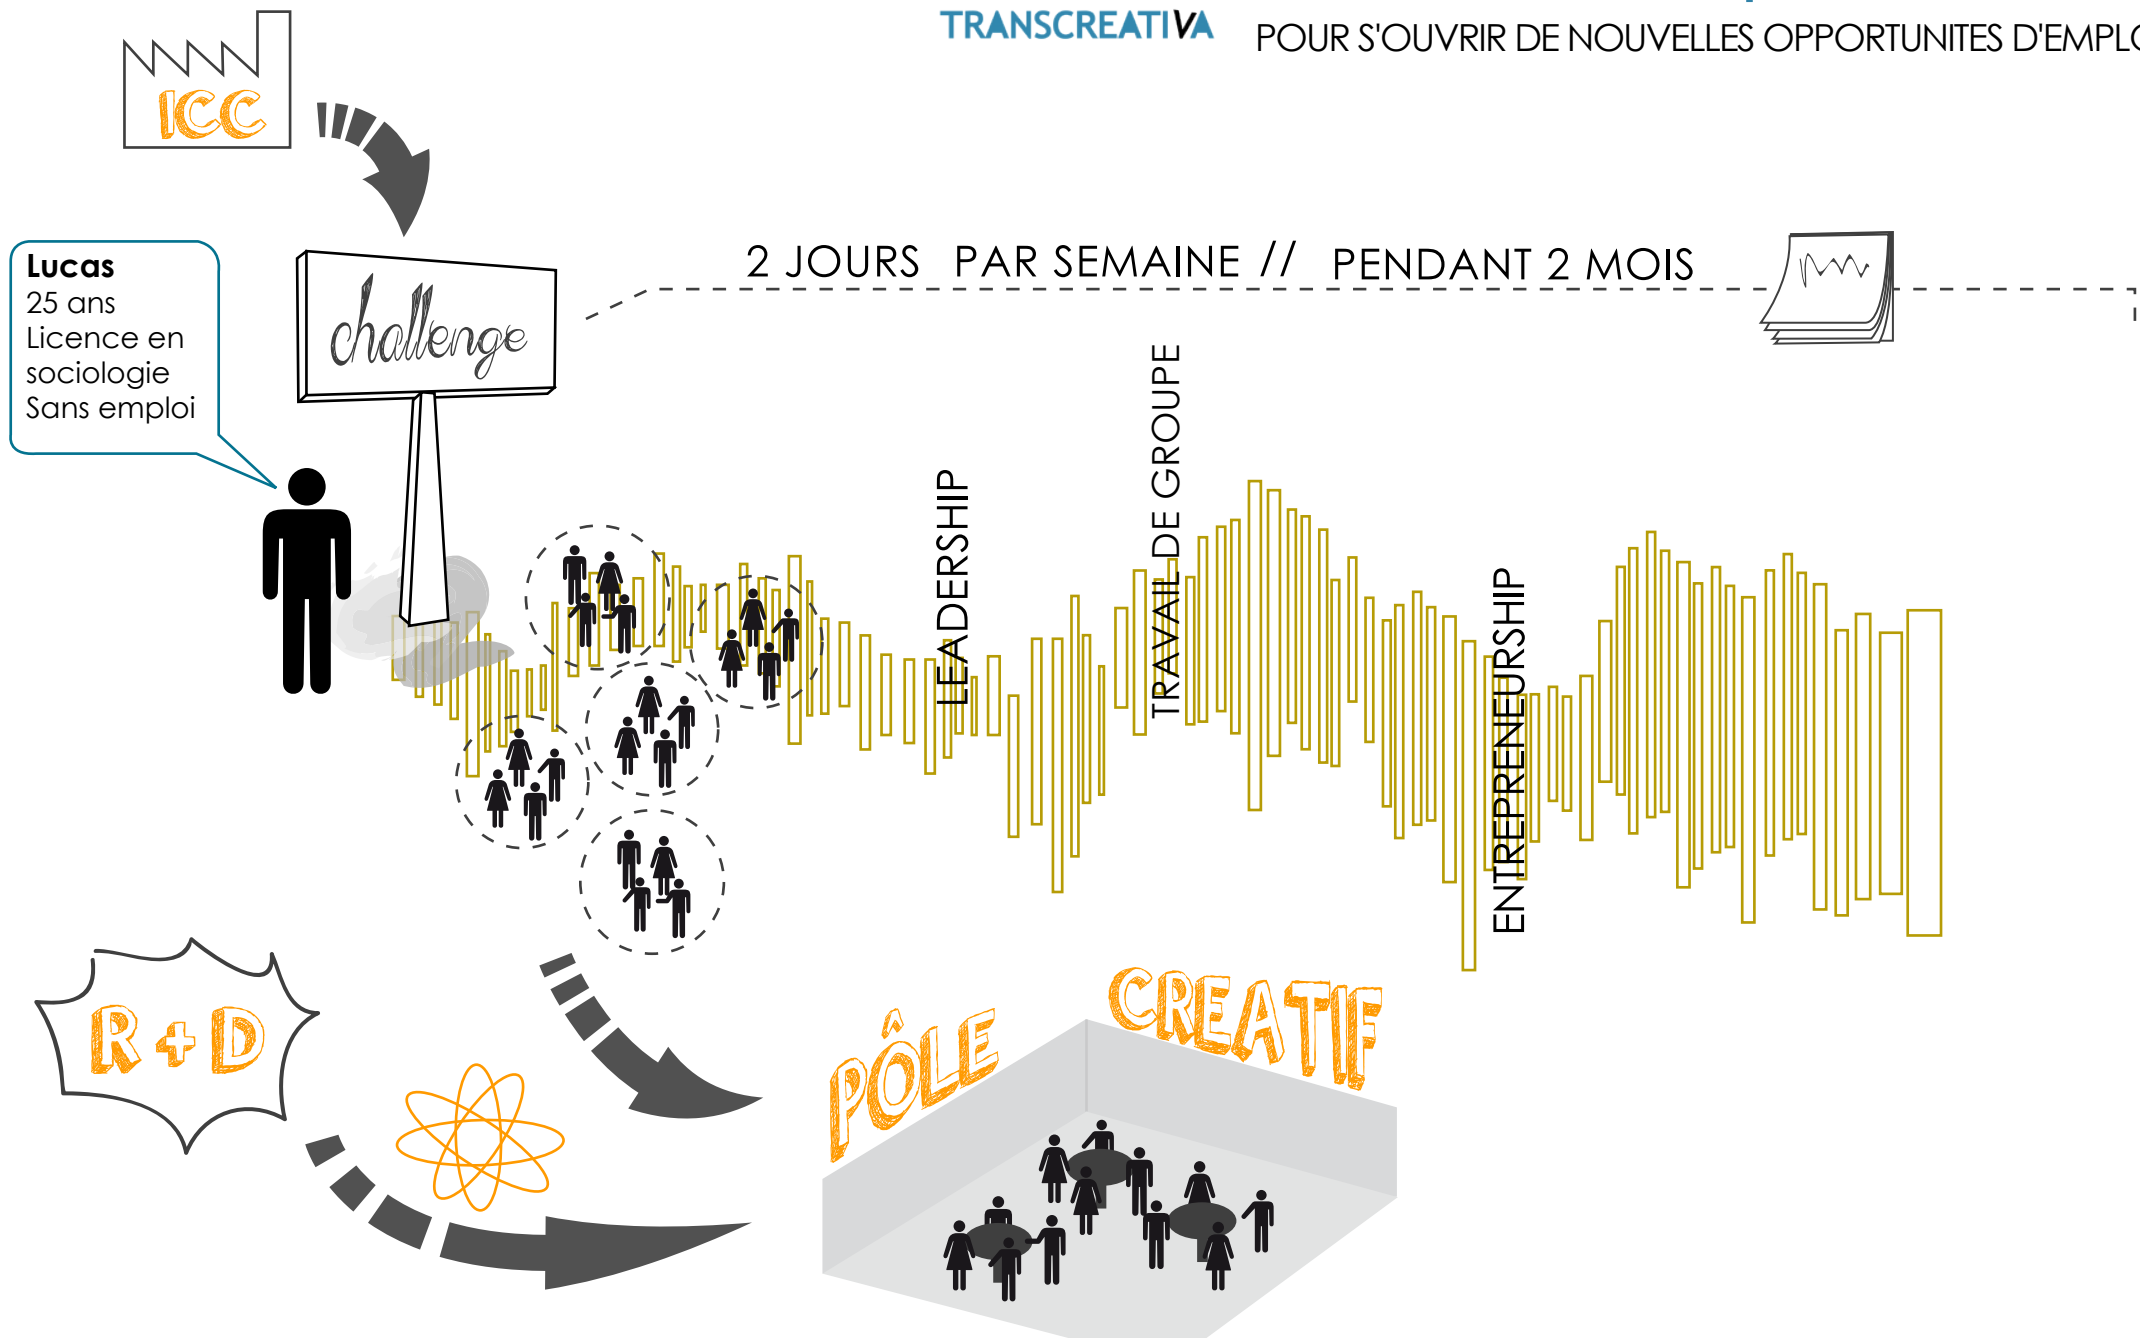 TRANSCREATIVA
POUR S'OUVRIR DE NOUVELLES OPPORTUNITES D'EMPLO
ICC
Lucas
25 ans
Licence en
sociologie
Sans emploi
challenge
2 JOURS PAR SEMAINE // PENDANT 2 MOIS
LEADERSHIP
TRAVAIL DE GROUPE
ENTREPRENEURSHIP
R + D
PÔLE CREATIF